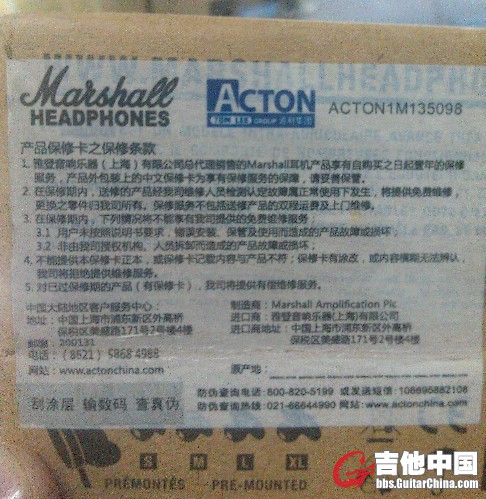 WWW.MARSHALLHEADPHO
Marshall
HEADPHONES
ACTON
TOM LEE GROUP 通利集团
ACTON1M135098
产品保修卡之保修条款
1. 雅登音响乐器（上海）有限公司总代理销售的Marshall耳机产品享有自购买之日起壹年的保修
服务，产品外包装上的中文保修卡为享有保修服务的保障，请妥善保管。
2. 在保修期内，送修的产品经我司维修人员检测认定故障属正常使用下发生，将提供免费维修，
更换之零件归我司所有。保修服务不包括送修产品的双程运费及上门维修。
3. 在保修期内，下列情况将不能享有我司提供的免费维修服务；
3.1 用户未按照说明书要求，错误安装、保管及使用而造成的产品故障或损坏；
3.2 非由我司授权机构、人员拆卸而造成的产品故障或损坏；
4. 不能提供本保修卡正本，或保修卡记载内容与产品不符；保修卡有涂改，或内容模糊无法辨认，
我司将拒绝提供维修服务。
5. 对已过保修期的产品（有保修卡），我司将提供有偿维修服务。
中国大陆地区客户服务中心：
地址：中国上海市浦东新区外高桥
保税区美盛路171号2号楼4楼
邮编：200131
电话：(8621) 5868 4988
网站：www.actonchina.com
制造商：Marshall Amplification Plc
进口商：雅登音响乐器(上海)有限公司
地址：中国上海市浦东新区外高桥
保税区美盛路171号2号楼4楼
原产地：
刮涂层 输数码 查真伪
防伪查询电话：800-820-5199 或发送短信：106695882108
防伪查询热线：021-66644990 网站：www.actonchina.com
S M L XL
PRÉMONTÉS PRE-MOUNTED
吉他中国
bbs.GuitarChina.com